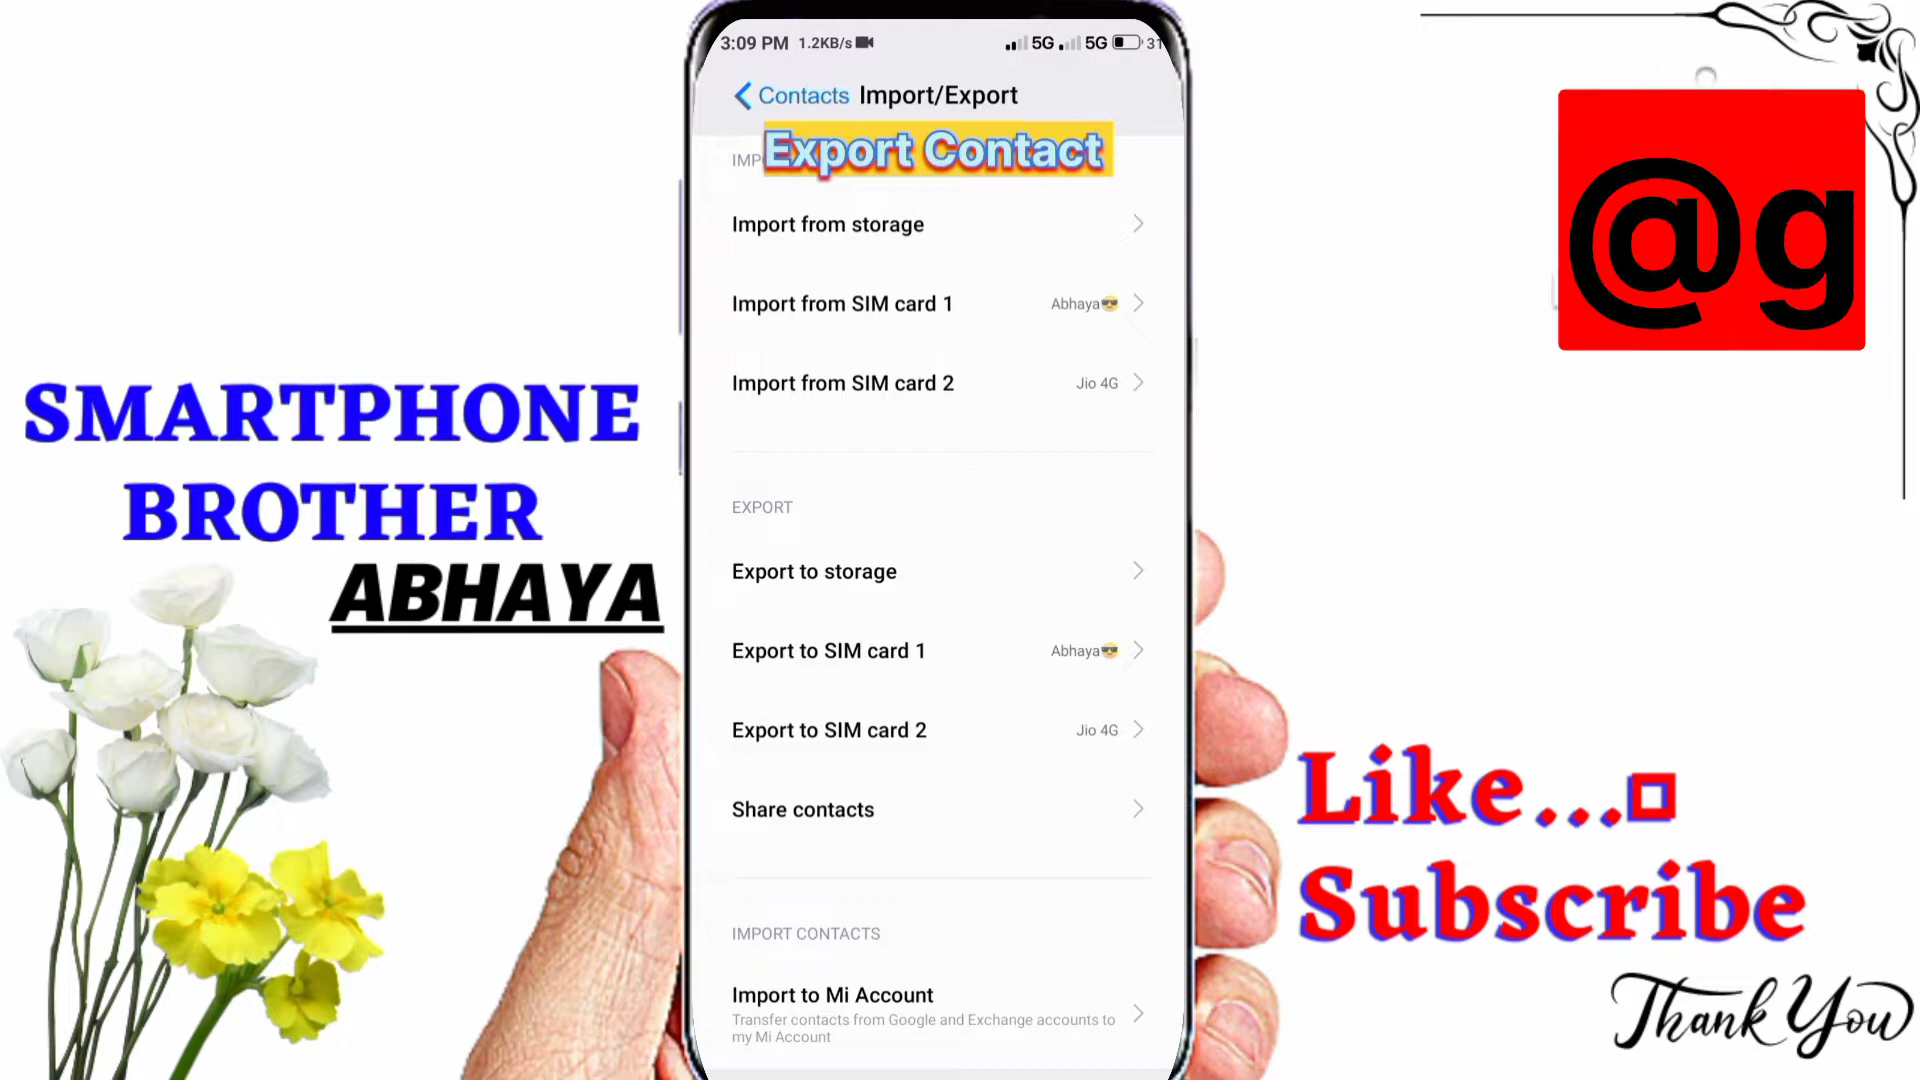 3:09 PM 1.2KB/s 5G 5G 31
Contacts Import/Export
IMP
Export Contact
Import from storage
Import from SIM card 1 Abhaya😎
Import from SIM card 2 Jio 4G
EXPORT
Export to storage
Export to SIM card 1 Abhaya😎
Export to SIM card 2 Jio 4G
Share contacts
IMPORT CONTACTS
Import to Mi Account
Transfer contacts from Google and Exchange accounts to
my Mi Account
SMARTPHONE
BROTHER
ABHAYA
@g
Like...
Subscribe
Thank You